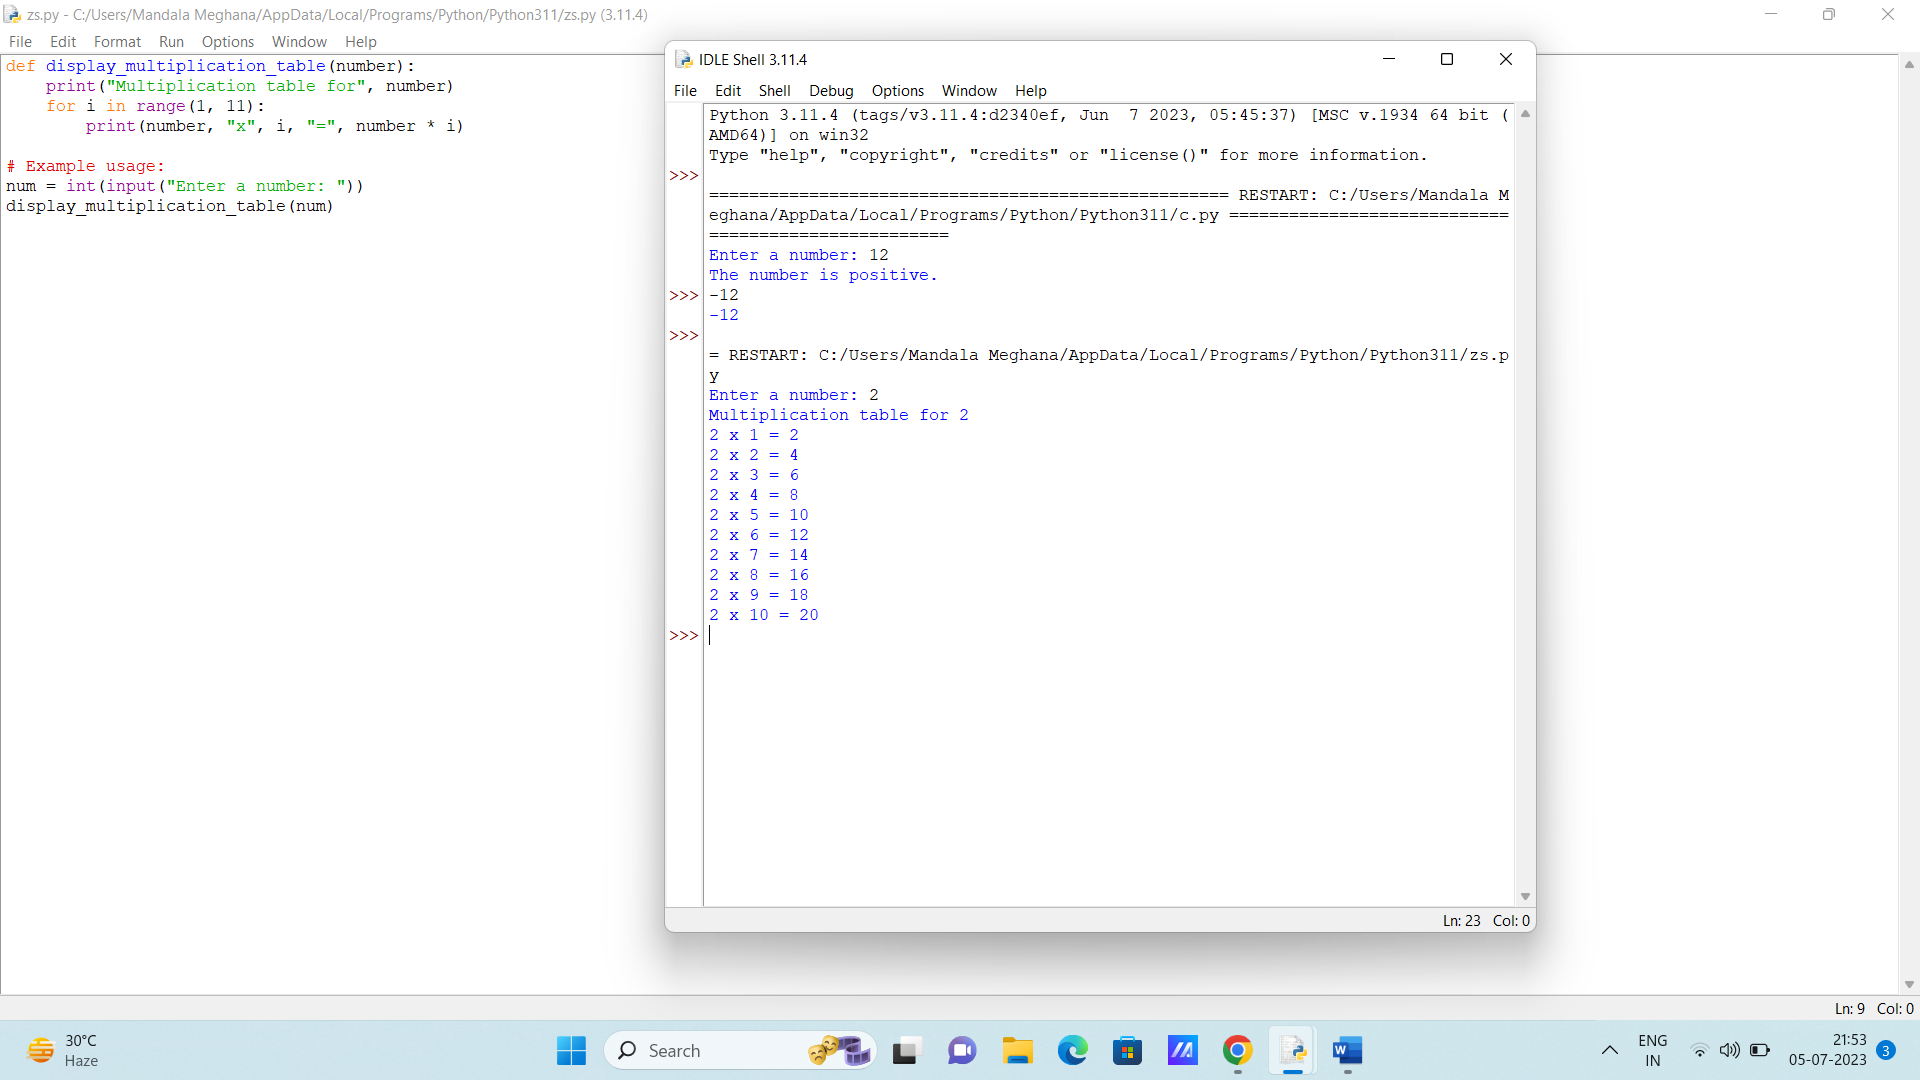 zs.py - C:/Users/Mandala Meghana/AppData/Local/Programs/Python/Python311/zs.py (3.11.4)
File Edit Format Run Options Window Help
def display_multiplication_table(number):
    print("Multiplication table for", number)
    for i in range(1, 11):
        print(number, "x", i, "=", number * i)

# Example usage:
num = int(input("Enter a number: "))
display_multiplication_table(num)
IDLE Shell 3.11.4
File Edit Shell Debug Options Window Help
Python 3.11.4 (tags/v3.11.4:d2340ef, Jun  7 2023, 05:45:37) [MSC v.1934 64 bit (
AMD64)] on win32
Type "help", "copyright", "credits" or "license()" for more information.
>>>
==================================================== RESTART: C:/Users/Mandala M
eghana/AppData/Local/Programs/Python/Python311/c.py ============================
========================
Enter a number: 12
The number is positive.
>>> -12
-12
>>>
= RESTART: C:/Users/Mandala Meghana/AppData/Local/Programs/Python/Python311/zs.p
y
Enter a number: 2
Multiplication table for 2
2 x 1 = 2
2 x 2 = 4
2 x 3 = 6
2 x 4 = 8
2 x 5 = 10
2 x 6 = 12
2 x 7 = 14
2 x 8 = 16
2 x 9 = 18
2 x 10 = 20
>>>
Ln: 23 Col: 0
Ln: 9 Col: 0
30°C
Haze
Search
W
ENG
IN
21:53
05-07-2023
3